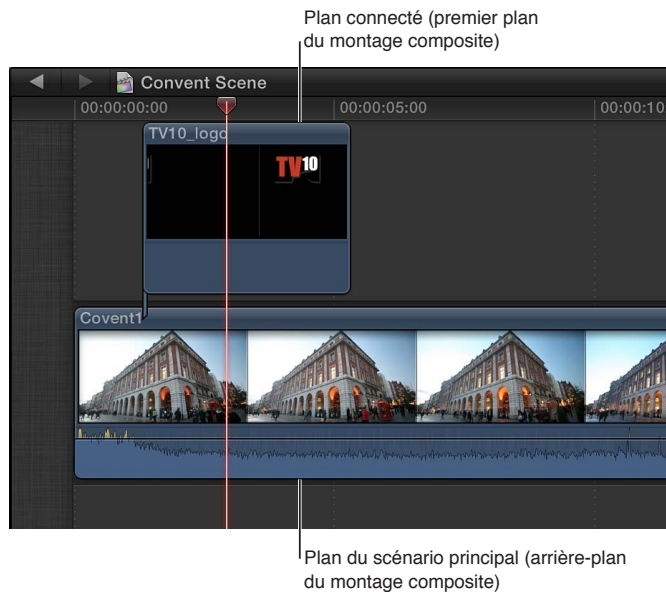 Plan connecté (premier plan
du montage composite)
Convent Scene
00:00:00:00
00:00:05:00
00:00:10
TV10_logo
TV10
Covent1
Plan du scénario principal (arrière-plan
du montage composite)